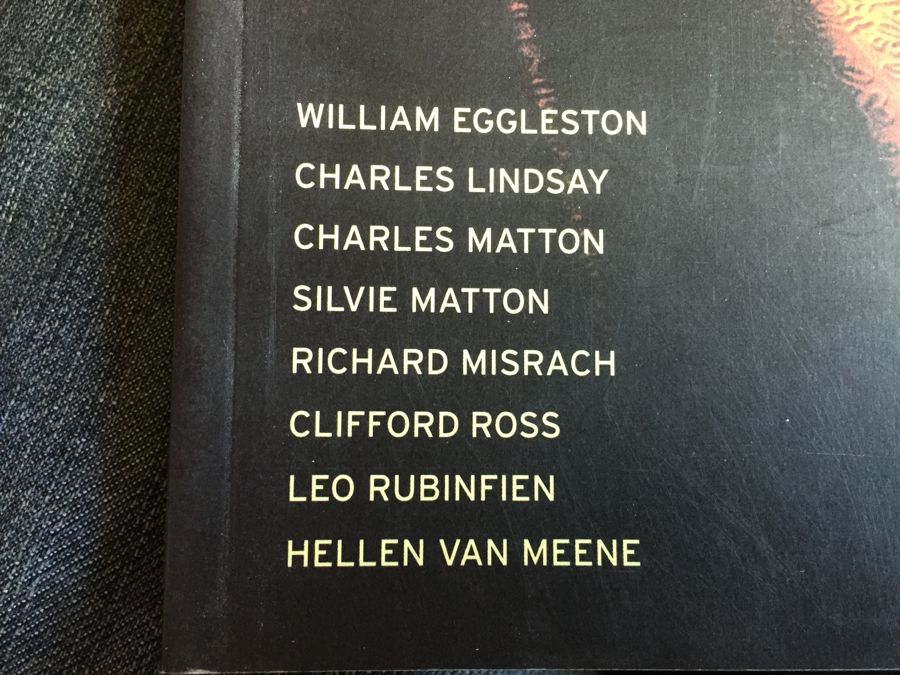 WILLIAM EGGLESTON
CHARLES LINDSAY
CHARLES MATTON
SILVIE MATTON
RICHARD MISRACH
CLIFFORD ROSS
LEO RUBINFIEN
HELLEN VAN MEENE